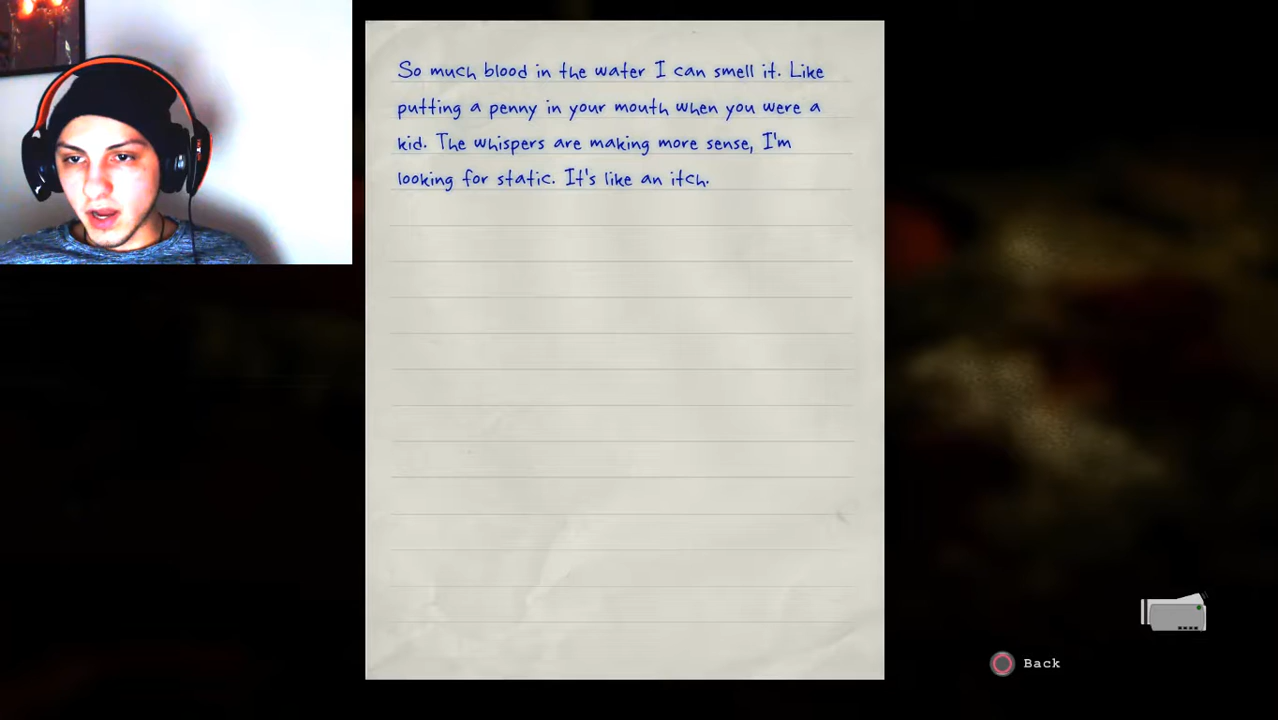 So much blood in the water I can smell it. Like
putting a penny in your mouth when you were a
kid. The whispers are making more sense, I'm
looking for static. It's like an itch.
Back